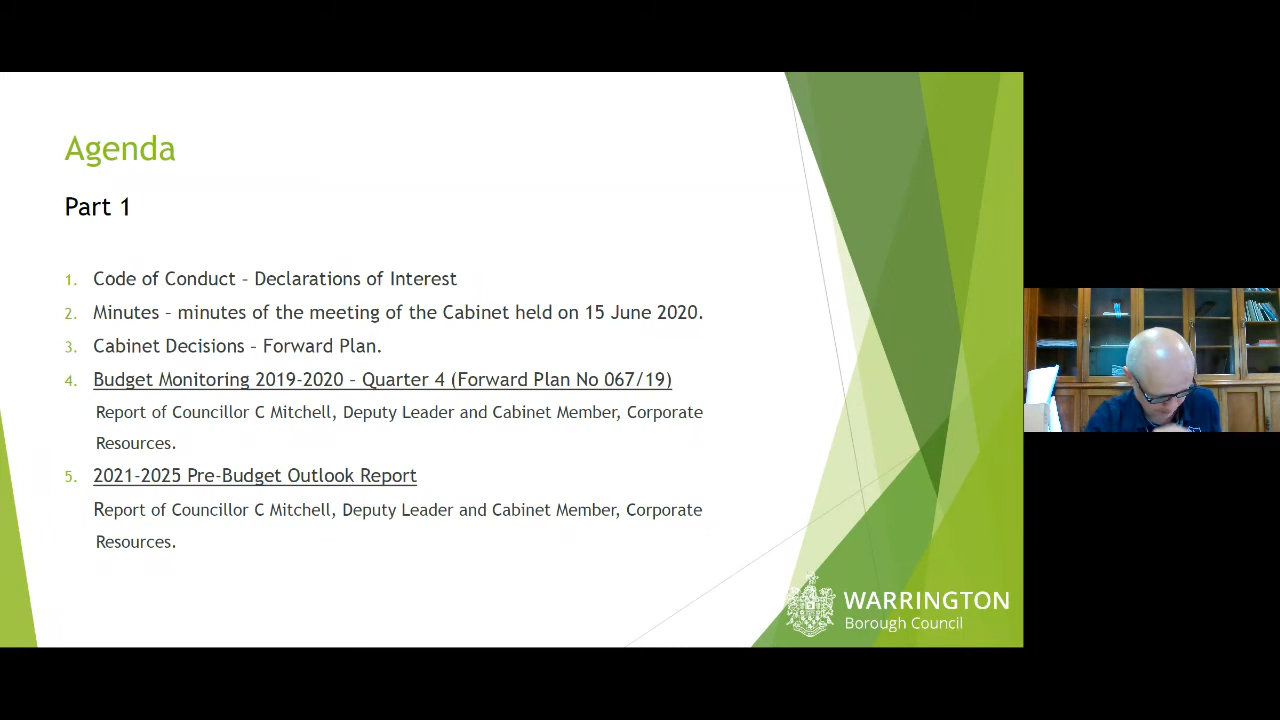 Agenda
Part 1
1. Code of Conduct – Declarations of Interest
2. Minutes – minutes of the meeting of the Cabinet held on 15 June 2020.
3. Cabinet Decisions – Forward Plan.
4. Budget Monitoring 2019-2020 – Quarter 4 (Forward Plan No 067/19)
Report of Councillor C Mitchell, Deputy Leader and Cabinet Member, Corporate
Resources.
5. 2021-2025 Pre-Budget Outlook Report
Report of Councillor C Mitchell, Deputy Leader and Cabinet Member, Corporate
Resources.
WARRINGTON
Borough Council